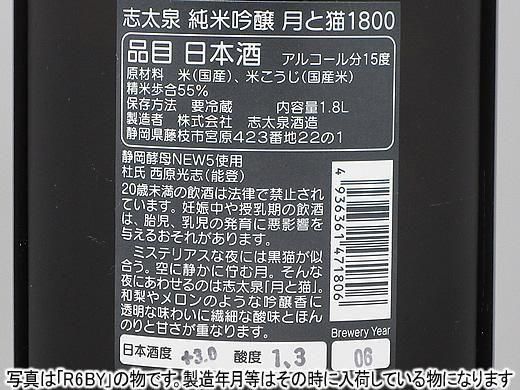 志太泉 純米吟醸 月と猫1800
品目 日本酒 アルコール分15度
原材料 米(国産)、米こうじ(国産米)
精米歩合55%
保存方法 要冷蔵 内容量1.8L
製造者 株式会社 志太泉酒造
静岡県藤枝市宮原423番地22の1
静岡酵母NEW5使用
杜氏 西原光志(能登)
20歳未満の飲酒は法律で禁止さ
れています。妊娠中や授乳期の飲酒
は、胎児、乳児の発育に悪影響を
与えるおそれがあります。
ミステリアスな夜には黒猫が似
合う。空に静かに佇む月。そんな
夜にあわせるのは志太泉「月と猫」。
和梨やメロンのような吟醸香に
透明な味わいに繊細な酸味とほん
のりと甘さが重なります。
4936361471806
日本酒度 +3.0 酸度 1.3
Brewery Year
06
写真は「R6BY」の物です。製造年月等はその時に入荷している物になります